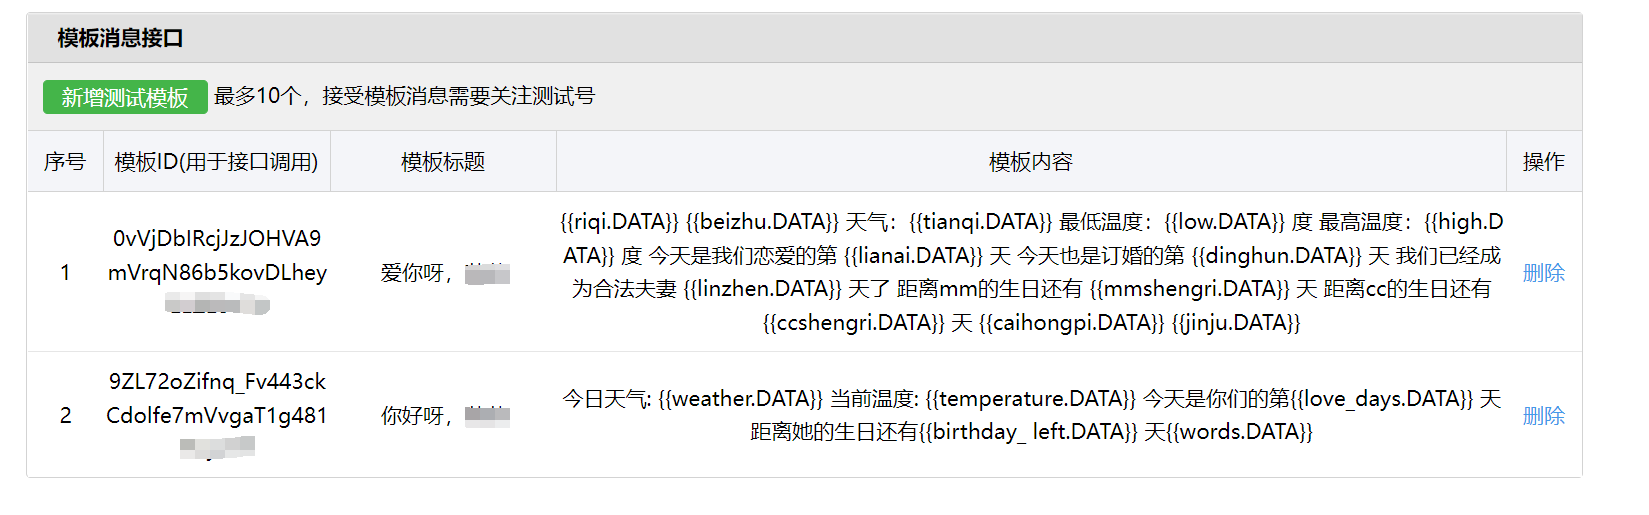 模板消息接口
新增测试模板 最多10个，接受模板消息需要关注测试号
序号 模板ID(用于接口调用) 模板标题 模板内容 操作
1
0vVjDbIRcjJzJOHVA9
mVrqN86b5kovDLhey
爱你呀，
{{riqi.DATA}} {{beizhu.DATA}} 天气：{{tianqi.DATA}} 最低温度：{{low.DATA}} 度 最高温度：{{high.D
ATA}} 度 今天是我们恋爱的第 {{lianai.DATA}} 天 今天也是订婚的第 {{dinghun.DATA}} 天 我们已经成
为合法夫妻 {{linzhen.DATA}} 天了 距离mm的生日还有 {{mmshengri.DATA}} 天 距离cc的生日还有
{{ccshengri.DATA}} 天 {{caihongpi.DATA}} {{jinju.DATA}}
删除
2
9ZL72oZifnq_Fv443ck
Cdolfe7mVvgaT1g481
你好呀，
今日天气: {{weather.DATA}} 当前温度: {{temperature.DATA}} 今天是你们的第{{love_days.DATA}} 天
距离她的生日还有{{birthday_ left.DATA}} 天{{words.DATA}}
删除